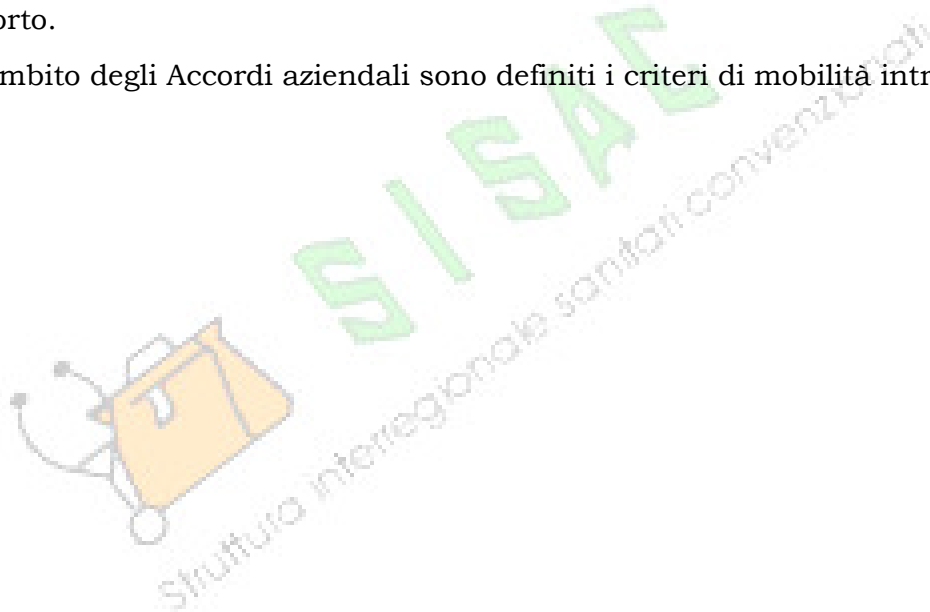 orto.
mbito degli Accordi aziendali sono definiti i criteri di mobilità intr
SISAC
Struttura interregionale sanitari convenzionati